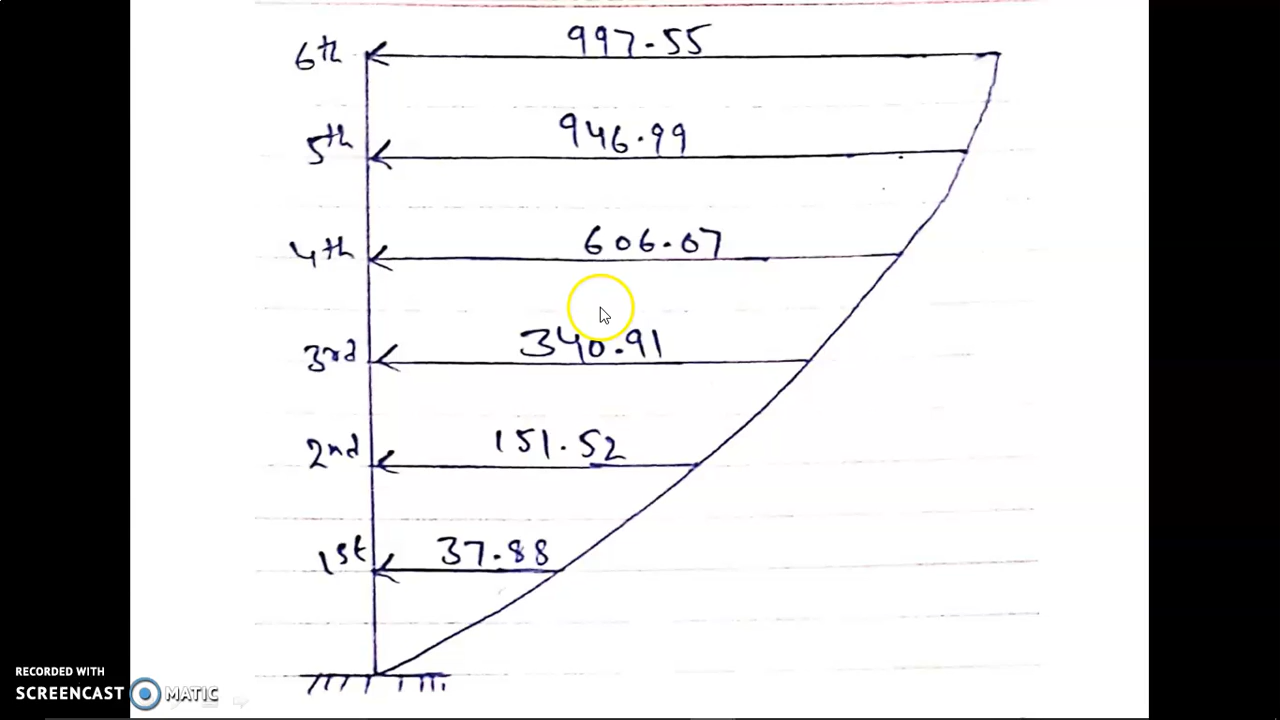 6th 997.55
5th 946.99
4th 606.07
3rd 340.91
2nd 151.52
1st 37.88
RECORDED WITH
SCREENCAST MATIC